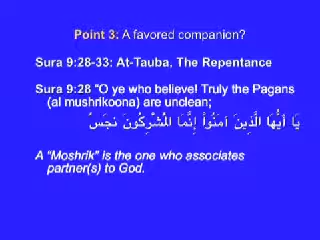 Point 3: A favored companion?
Sura 9:28-33: At-Tauba, The Repentance
Sura 9:28 "O ye who believe! Truly the Pagans
(al mushrikoona) are unclean;
يَا أَيُّهَا الَّذِينَ آمَنُوَاْ إِنَّمَا الْمُشْرِكُونَ نَجَسٌ
A “Moshrik” is the one who associates
partner(s) to God.